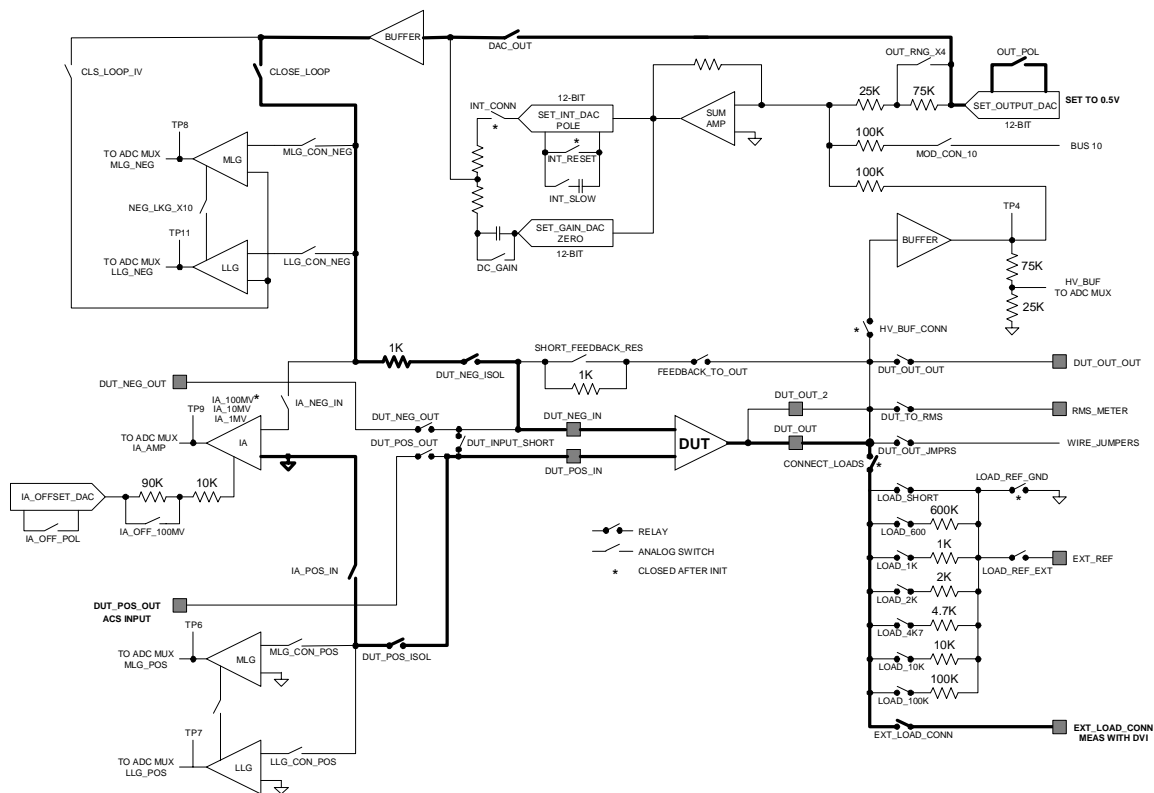 BUFFER
DAC_OUT
CLS_LOOP_IV
CLOSE_LOOP
OUT_RNG_X4
OUT_POL
25K
75K
SET_OUTPUT_DAC
12-BIT
SET TO 0.5V
INT_CONN
*
12-BIT
SET_INT_DAC
POLE
*
INT_RESET
INT_SLOW
SUM
AMP
100K
MOD_CON_10
BUS 10
100K
TP8
TO ADC MUX
MLG_NEG
MLG
MLG_CON_NEG
NEG_LKG_X10
TP11
TO ADC MUX
LLG_NEG
LLG
LLG_CON_NEG
SET_GAIN_DAC
ZERO
12-BIT
DC_GAIN
TP4
BUFFER
75K
HV_BUF
TO ADC MUX
25K
* HV_BUF_CONN
1K
DUT_NEG_ISOL
SHORT_FEEDBACK_RES
1K
FEEDBACK_TO_OUT
DUT_OUT_OUT
DUT_OUT_OUT
DUT_NEG_OUT
IA_100MV*
IA_10MV
IA_1MV
IA_NEG_IN
TP9
TO ADC MUX
IA_AMP
IA
DUT_NEG_OUT
DUT_POS_OUT
DUT_INPUT_SHORT
DUT_NEG_IN
DUT_POS_IN
DUT
DUT_OUT_2
DUT_OUT
DUT_TO_RMS
RMS_METER
DUT_OUT_JMPRS
WIRE_JUMPERS
CONNECT_LOADS
*
IA_OFFSET_DAC
90K
10K
IA_OFF_POL
IA_OFF_100MV
IA_POS_IN
LOAD_SHORT
LOAD_REF_GND
*
600K
LOAD_600
1K
LOAD_1K
LOAD_REF_EXT
EXT_REF
2K
LOAD_2K
4.7K
LOAD_4K7
10K
LOAD_10K
100K
LOAD_100K
RELAY
ANALOG SWITCH
* CLOSED AFTER INIT
DUT_POS_OUT
ACS INPUT
TP6
TO ADC MUX
MLG_POS
MLG
MLG_CON_POS
DUT_POS_ISOL
TP7
TO ADC MUX
LLG_POS
LLG
LLG_CON_POS
EXT_LOAD_CONN
EXT_LOAD_CONN
MEAS WITH DVI